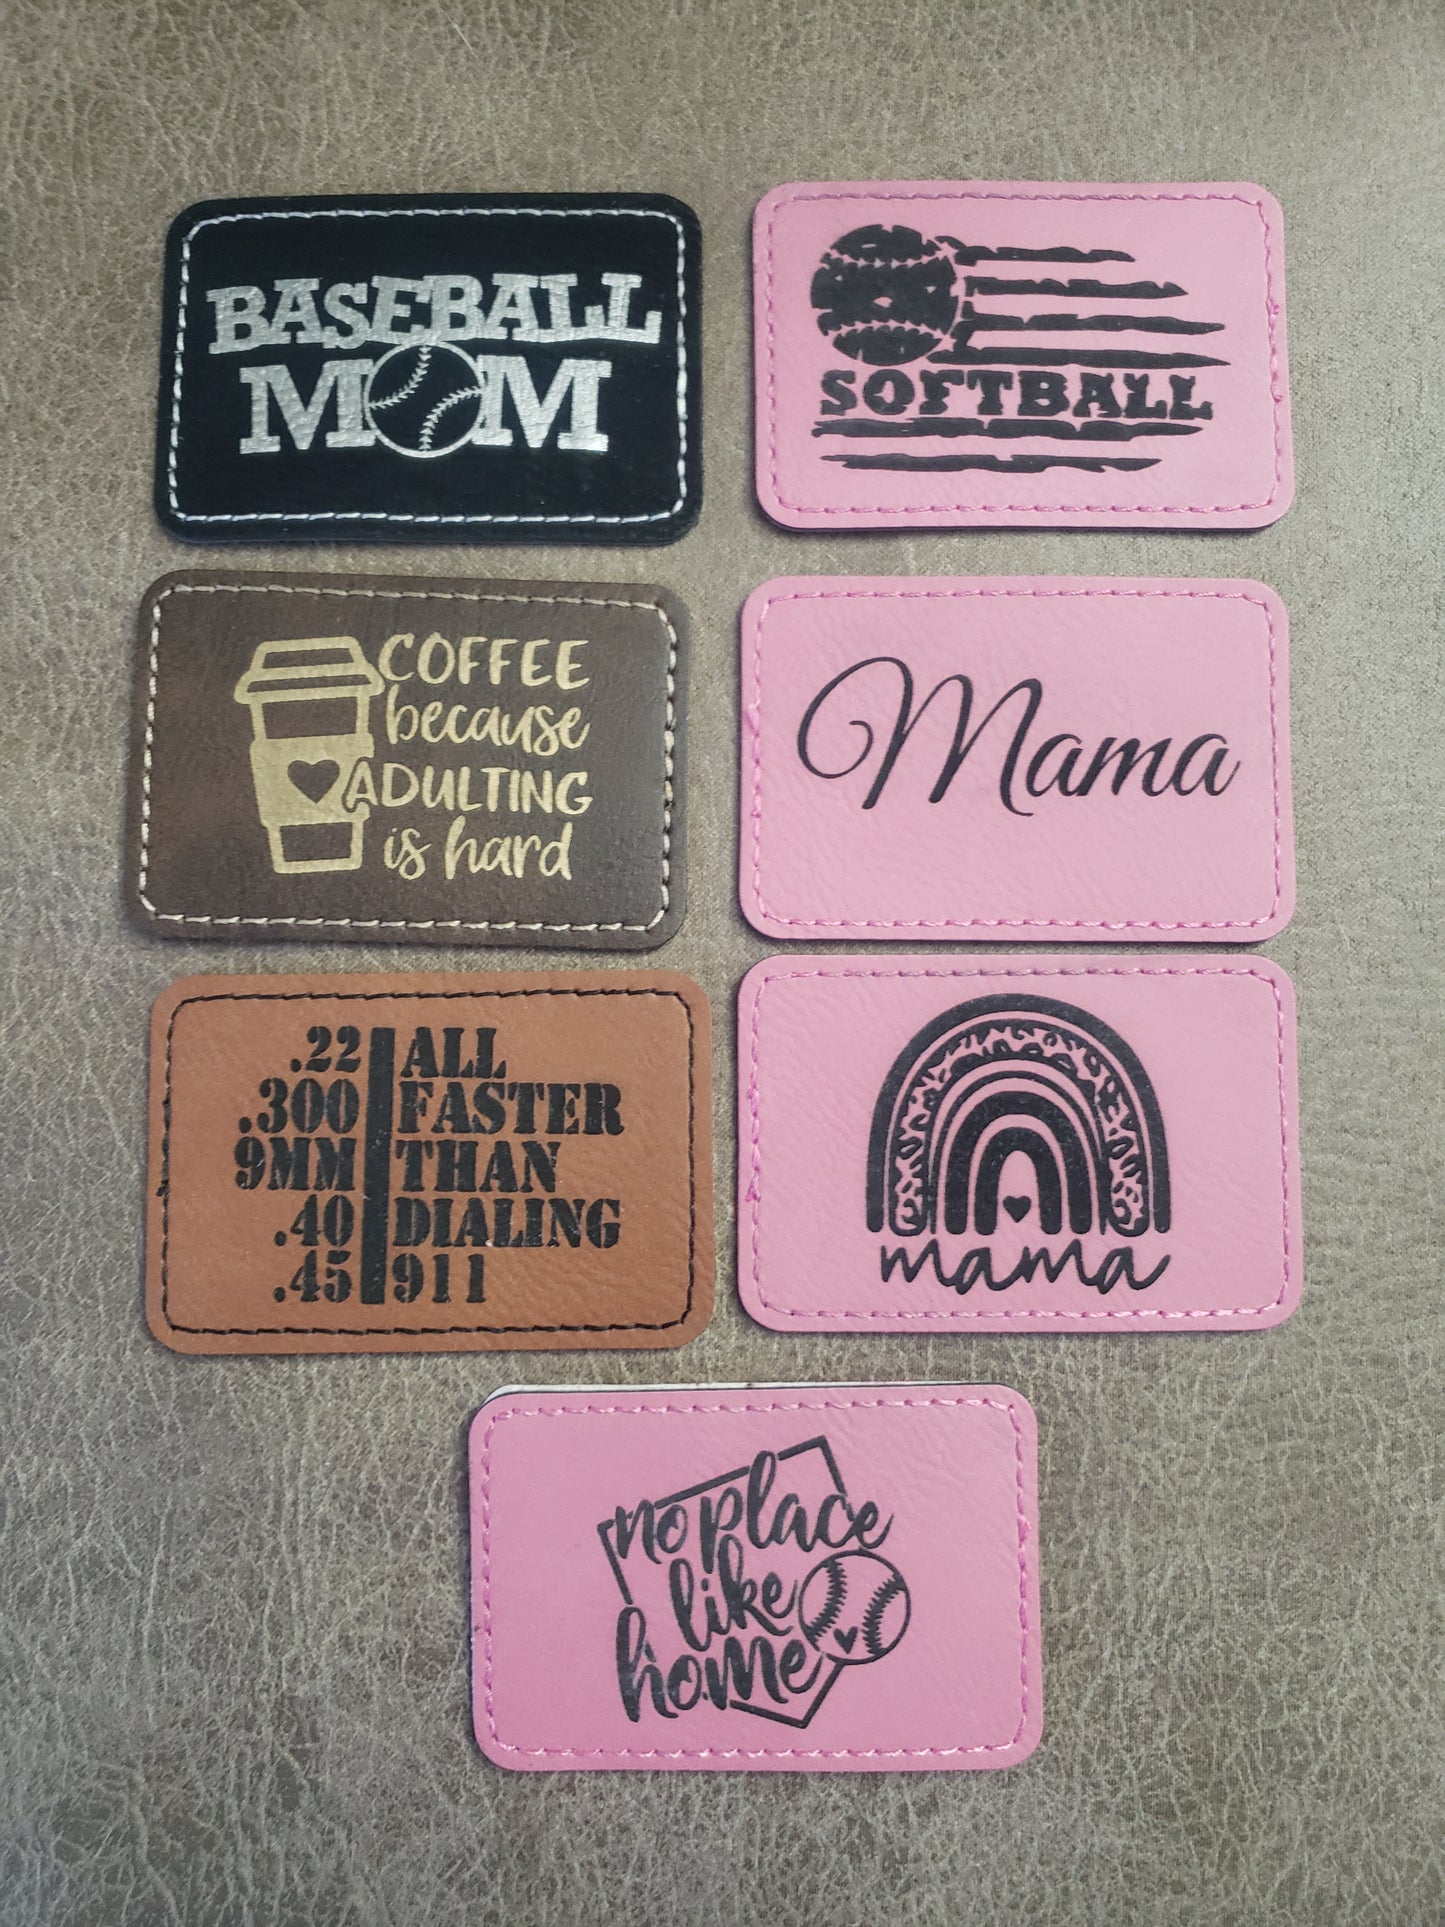 BASEBALL
MOM
SOFTBALL
COFFEE
because
ADULTING
is hard
Mama
.22 ALL
.300 FASTER
9MM THAN
.40 DIALING
.45 911
mama
no place
like
home